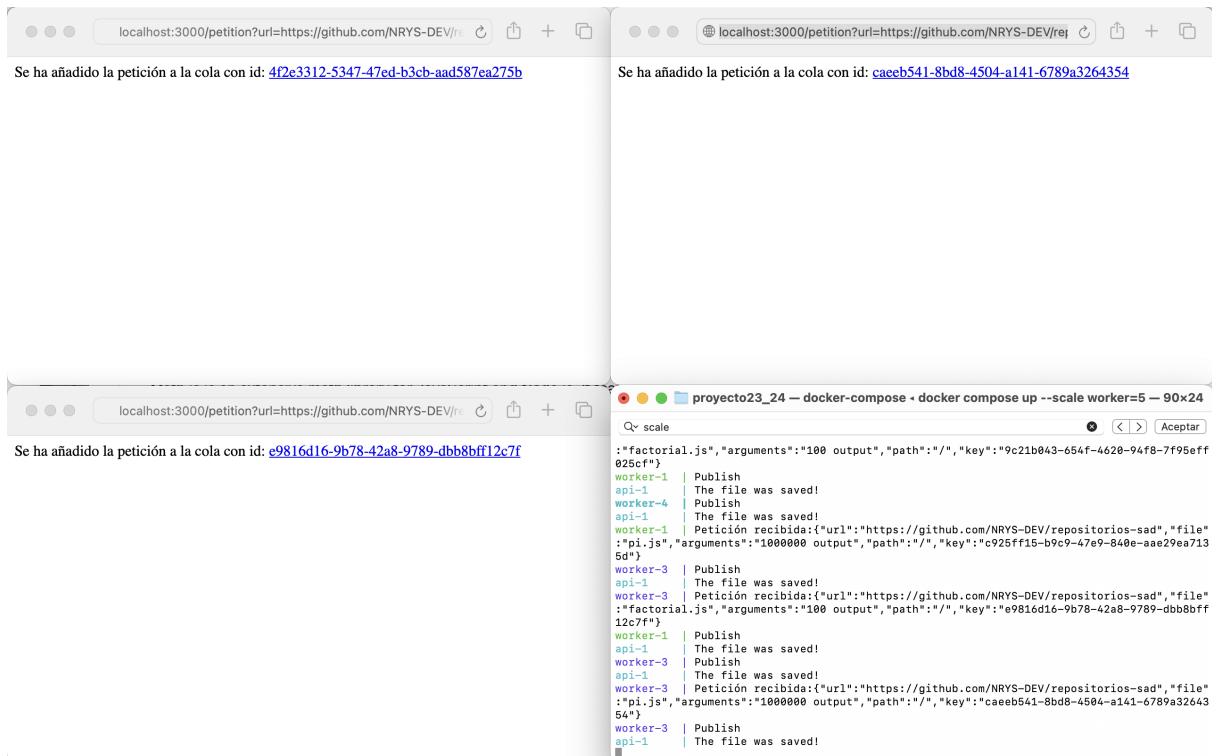 localhost:3000/petition?url=https://github.com/NRYS-DEV/re
Se ha añadido la petición a la cola con id: 4f2e3312-5347-47ed-b3cb-aad587ea275b
localhost:3000/petition?url=https://github.com/NRYS-DEV/rep
Se ha añadido la petición a la cola con id: caeeb541-8bd8-4504-a141-6789a3264354
localhost:3000/petition?url=https://github.com/NRYS-DEV/re
Se ha añadido la petición a la cola con id: e9816d16-9b78-42a8-9789-dbb8bff12c7f
proyecto23_24 — docker-compose ◂ docker compose up --scale worker=5 — 90×24
scale
Aceptar
:"factorial.js","arguments":"100 output","path":"/","key":"9c21b043-654f-4620-94f8-7f95eff
025cf"}
worker-1 | Publish
api-1 | The file was saved!
worker-4 | Publish
api-1 | The file was saved!
worker-1 | Petición recibida:{"url":"https://github.com/NRYS-DEV/repositorios-sad","file"
:"pi.js","arguments":"1000000 output","path":"/","key":"c925ff15-b9c9-47e9-840e-aae29ea713
5d"}
worker-3 | Publish
api-1 | The file was saved!
worker-3 | Petición recibida:{"url":"https://github.com/NRYS-DEV/repositorios-sad","file"
:"factorial.js","arguments":"100 output","path":"/","key":"e9816d16-9b78-42a8-9789-dbb8bff
12c7f"}
worker-1 | Publish
api-1 | The file was saved!
worker-3 | Publish
api-1 | The file was saved!
worker-3 | Petición recibida:{"url":"https://github.com/NRYS-DEV/repositorios-sad","file"
:"pi.js","arguments":"1000000 output","path":"/","key":"caeeb541-8bd8-4504-a141-6789a32643
54"}
worker-3 | Publish
api-1 | The file was saved!